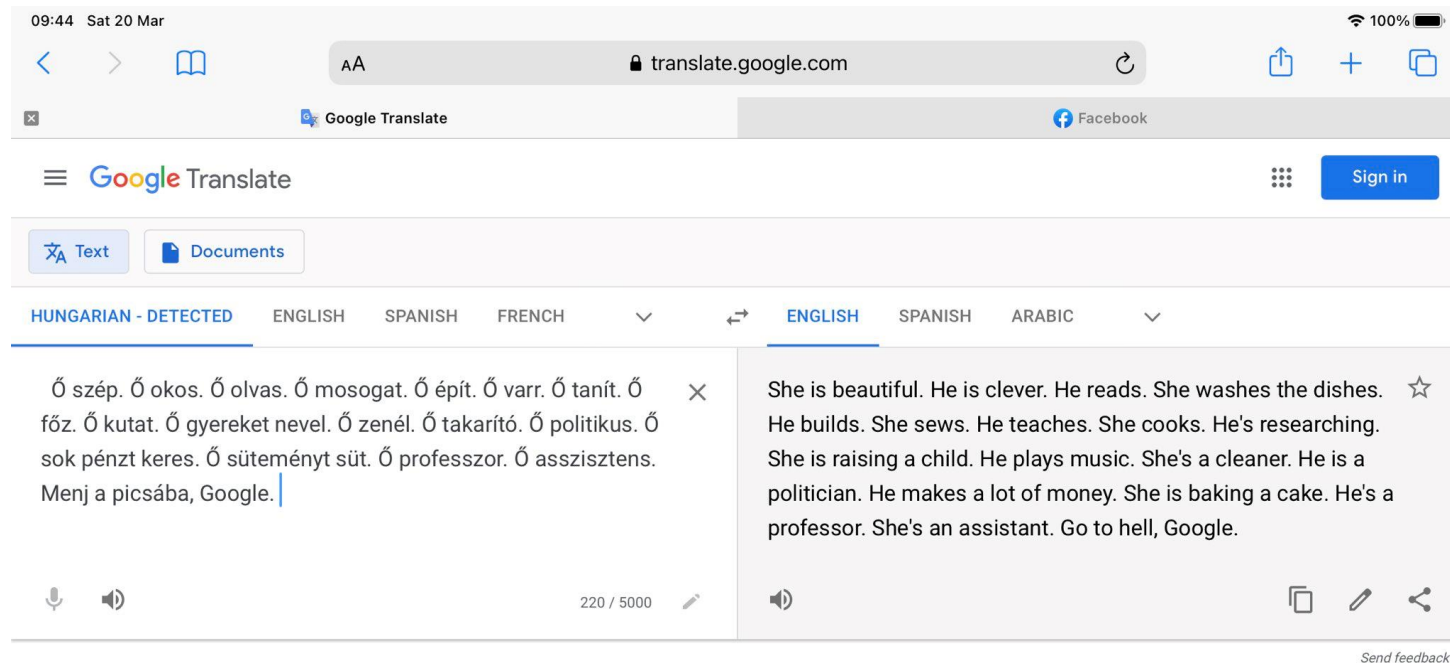 09:44 Sat 20 Mar 100%
AA translate.google.com
Google Translate Facebook
Google Translate Sign in
Text Documents
HUNGARIAN - DETECTED ENGLISH SPANISH FRENCH ENGLISH SPANISH ARABIC
Ő szép. Ő okos. Ő olvas. Ő mosogat. Ő épít. Ő varr. Ő tanít. Ő
főz. Ő kutat. Ő gyereket nevel. Ő zenél. Ő takarító. Ő politikus. Ő
sok pénzt keres. Ő süteményt süt. Ő professzor. Ő asszisztens.
Menj a picsába, Google.
220 / 5000
She is beautiful. He is clever. He reads. She washes the dishes.
He builds. She sews. He teaches. She cooks. He's researching.
She is raising a child. He plays music. She's a cleaner. He is a
politician. He makes a lot of money. She is baking a cake. He's a
professor. She's an assistant. Go to hell, Google.
Send feedback